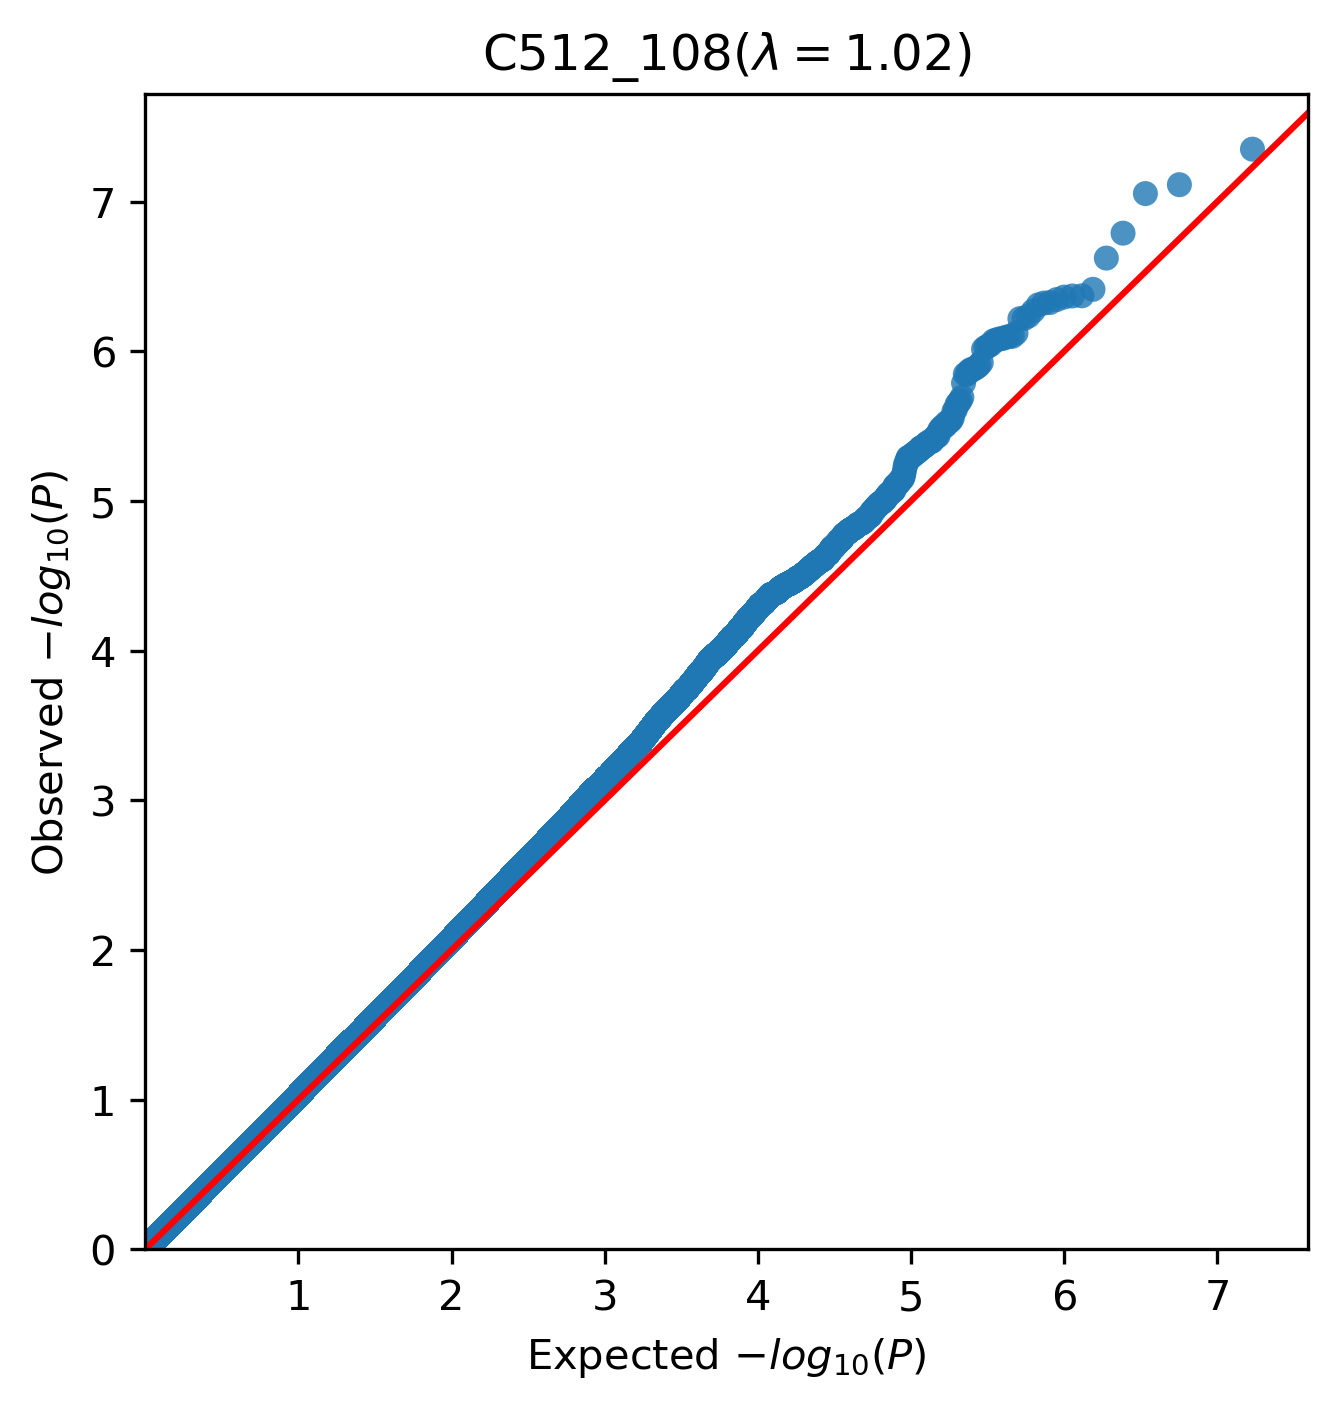 C512_108(λ = 1.02)
Observed −log₁₀(P)
7
6
5
4
3
2
1
0
1 2 3 4 5 6 7
Expected −log₁₀(P)